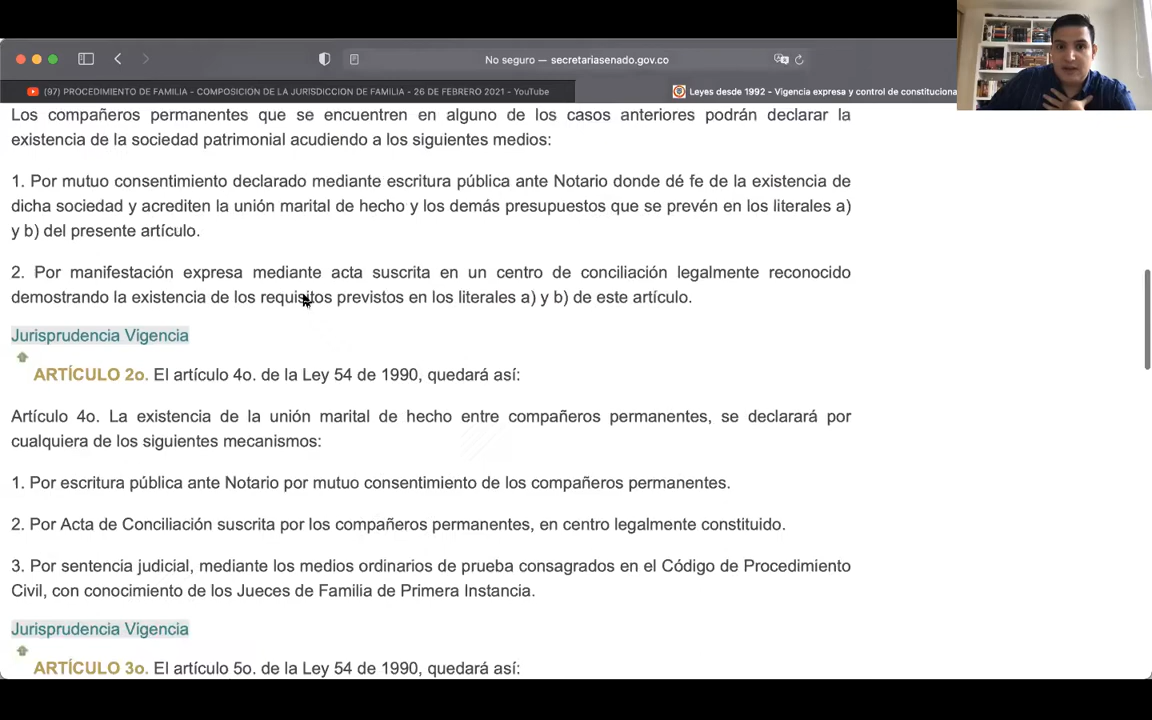 No seguro — secretariasenado.gov.co
(97) PROCEDIMIENTO DE FAMILIA - COMPOSICION DE LA JURISDICCION DE FAMILIA - 26 DE FEBRERO 2021 - YouTube
Leyes desde 1992 - Vigencia expresa y control de constituciona
Los compañeros permanentes que se encuentren en alguno de los casos anteriores podrán declarar la
existencia de la sociedad patrimonial acudiendo a los siguientes medios:
1. Por mutuo consentimiento declarado mediante escritura pública ante Notario donde dé fe de la existencia de
dicha sociedad y acrediten la unión marital de hecho y los demás presupuestos que se prevén en los literales a)
y b) del presente artículo.
2. Por manifestación expresa mediante acta suscrita en un centro de conciliación legalmente reconocido
demostrando la existencia de los requisitos previstos en los literales a) y b) de este artículo.
Jurisprudencia Vigencia
ARTÍCULO 2o. El artículo 4o. de la Ley 54 de 1990, quedará así:
Artículo 4o. La existencia de la unión marital de hecho entre compañeros permanentes, se declarará por
cualquiera de los siguientes mecanismos:
1. Por escritura pública ante Notario por mutuo consentimiento de los compañeros permanentes.
2. Por Acta de Conciliación suscrita por los compañeros permanentes, en centro legalmente constituido.
3. Por sentencia judicial, mediante los medios ordinarios de prueba consagrados en el Código de Procedimiento
Civil, con conocimiento de los Jueces de Familia de Primera Instancia.
Jurisprudencia Vigencia
ARTÍCULO 3o. El artículo 5o. de la Ley 54 de 1990, quedará así: